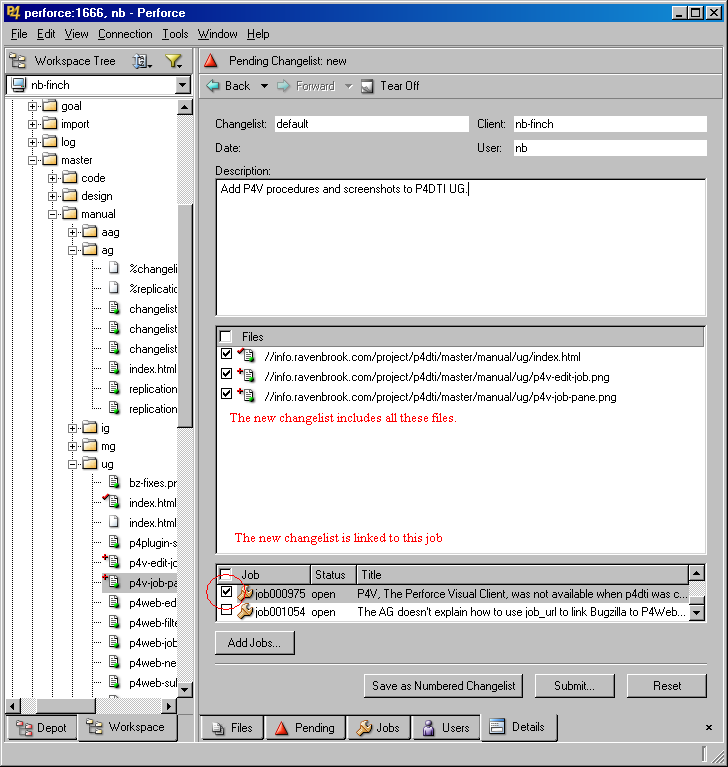 perforce:1666, nb - Perforce
File Edit View Connection Tools Window Help
Workspace Tree
nb-finch
goal
import
log
master
code
design
manual
aag
ag
%changeli
%replicatio
changelist
changelist
changelist
index.html
replication
replication
ig
mg
ug
bz-fixes.pr
index.html
index.html
p4plugin-s
p4v-edit-jo
p4v-job-pa
p4web-ed
p4web-filte
p4web-job
p4web-ne
p4web-sul
Depot Workspace
Pending Changelist: new
Back Forward Tear Off
Changelist: default Client: nb-finch
Date: User: nb
Description:
Add P4V procedures and screenshots to P4DTI UG.
Files
//info.ravenbrook.com/project/p4dti/master/manual/ug/index.html
//info.ravenbrook.com/project/p4dti/master/manual/ug/p4v-edit-job.png
//info.ravenbrook.com/project/p4dti/master/manual/ug/p4v-job-pane.png
The new changelist includes all these files.
The new changelist is linked to this job
Job Status Title
job000975 open P4V, The Perforce Visual Client, was not available when p4dti was c...
job001054 open The AG doesn't explain how to use job_url to link Bugzilla to P4Web...
Add Jobs...
Save as Numbered Changelist Submit... Reset
Files Pending Jobs Users Details